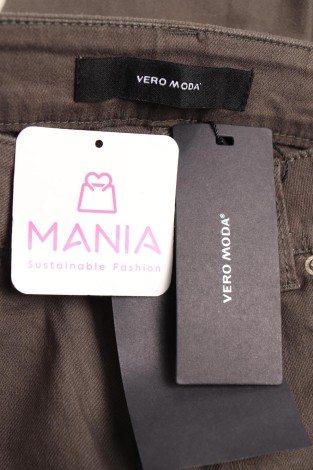 VERO MODA®
MANIA
Sustainable Fashion
VERO MODA®